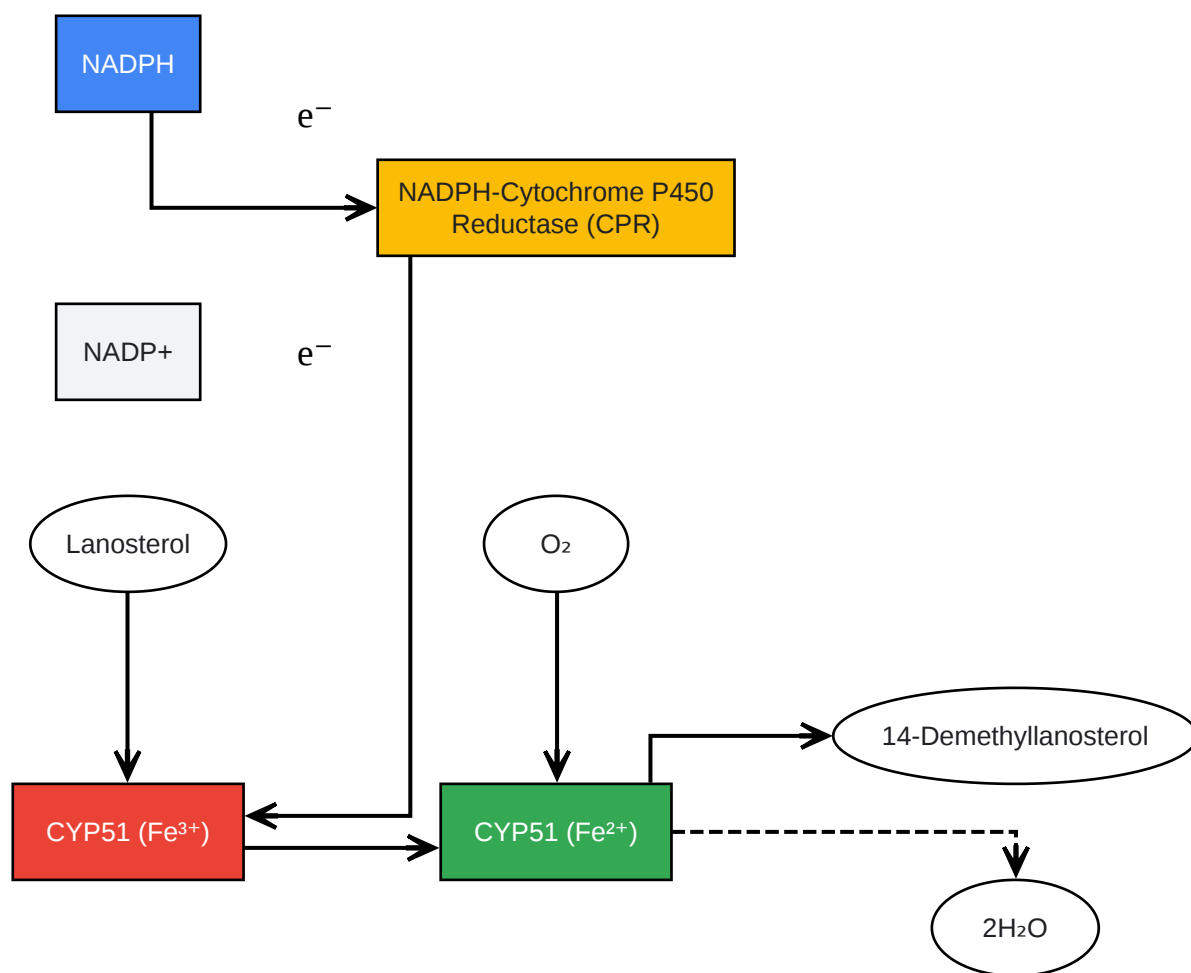 NADPH
e⁻
NADPH-Cytochrome P450
Reductase (CPR)
NADP+
e⁻
Lanosterol
O₂
14-Demethyllanosterol
CYP51 (Fe³⁺)
CYP51 (Fe²⁺)
2H₂O